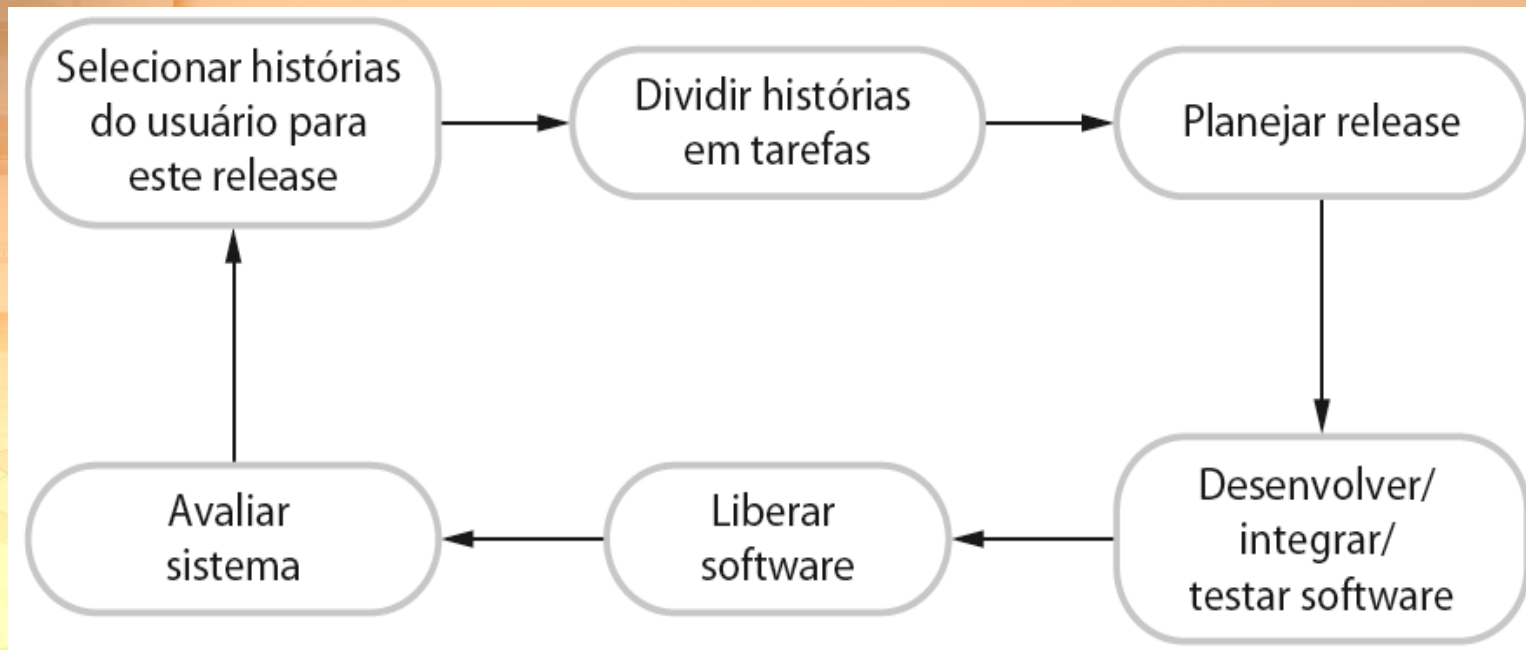 Selecionar histórias
do usuário para
este release
Dividir histórias
em tarefas
Planejar release
Desenvolver/
integrar/
testar software
Liberar
software
Avaliar
sistema